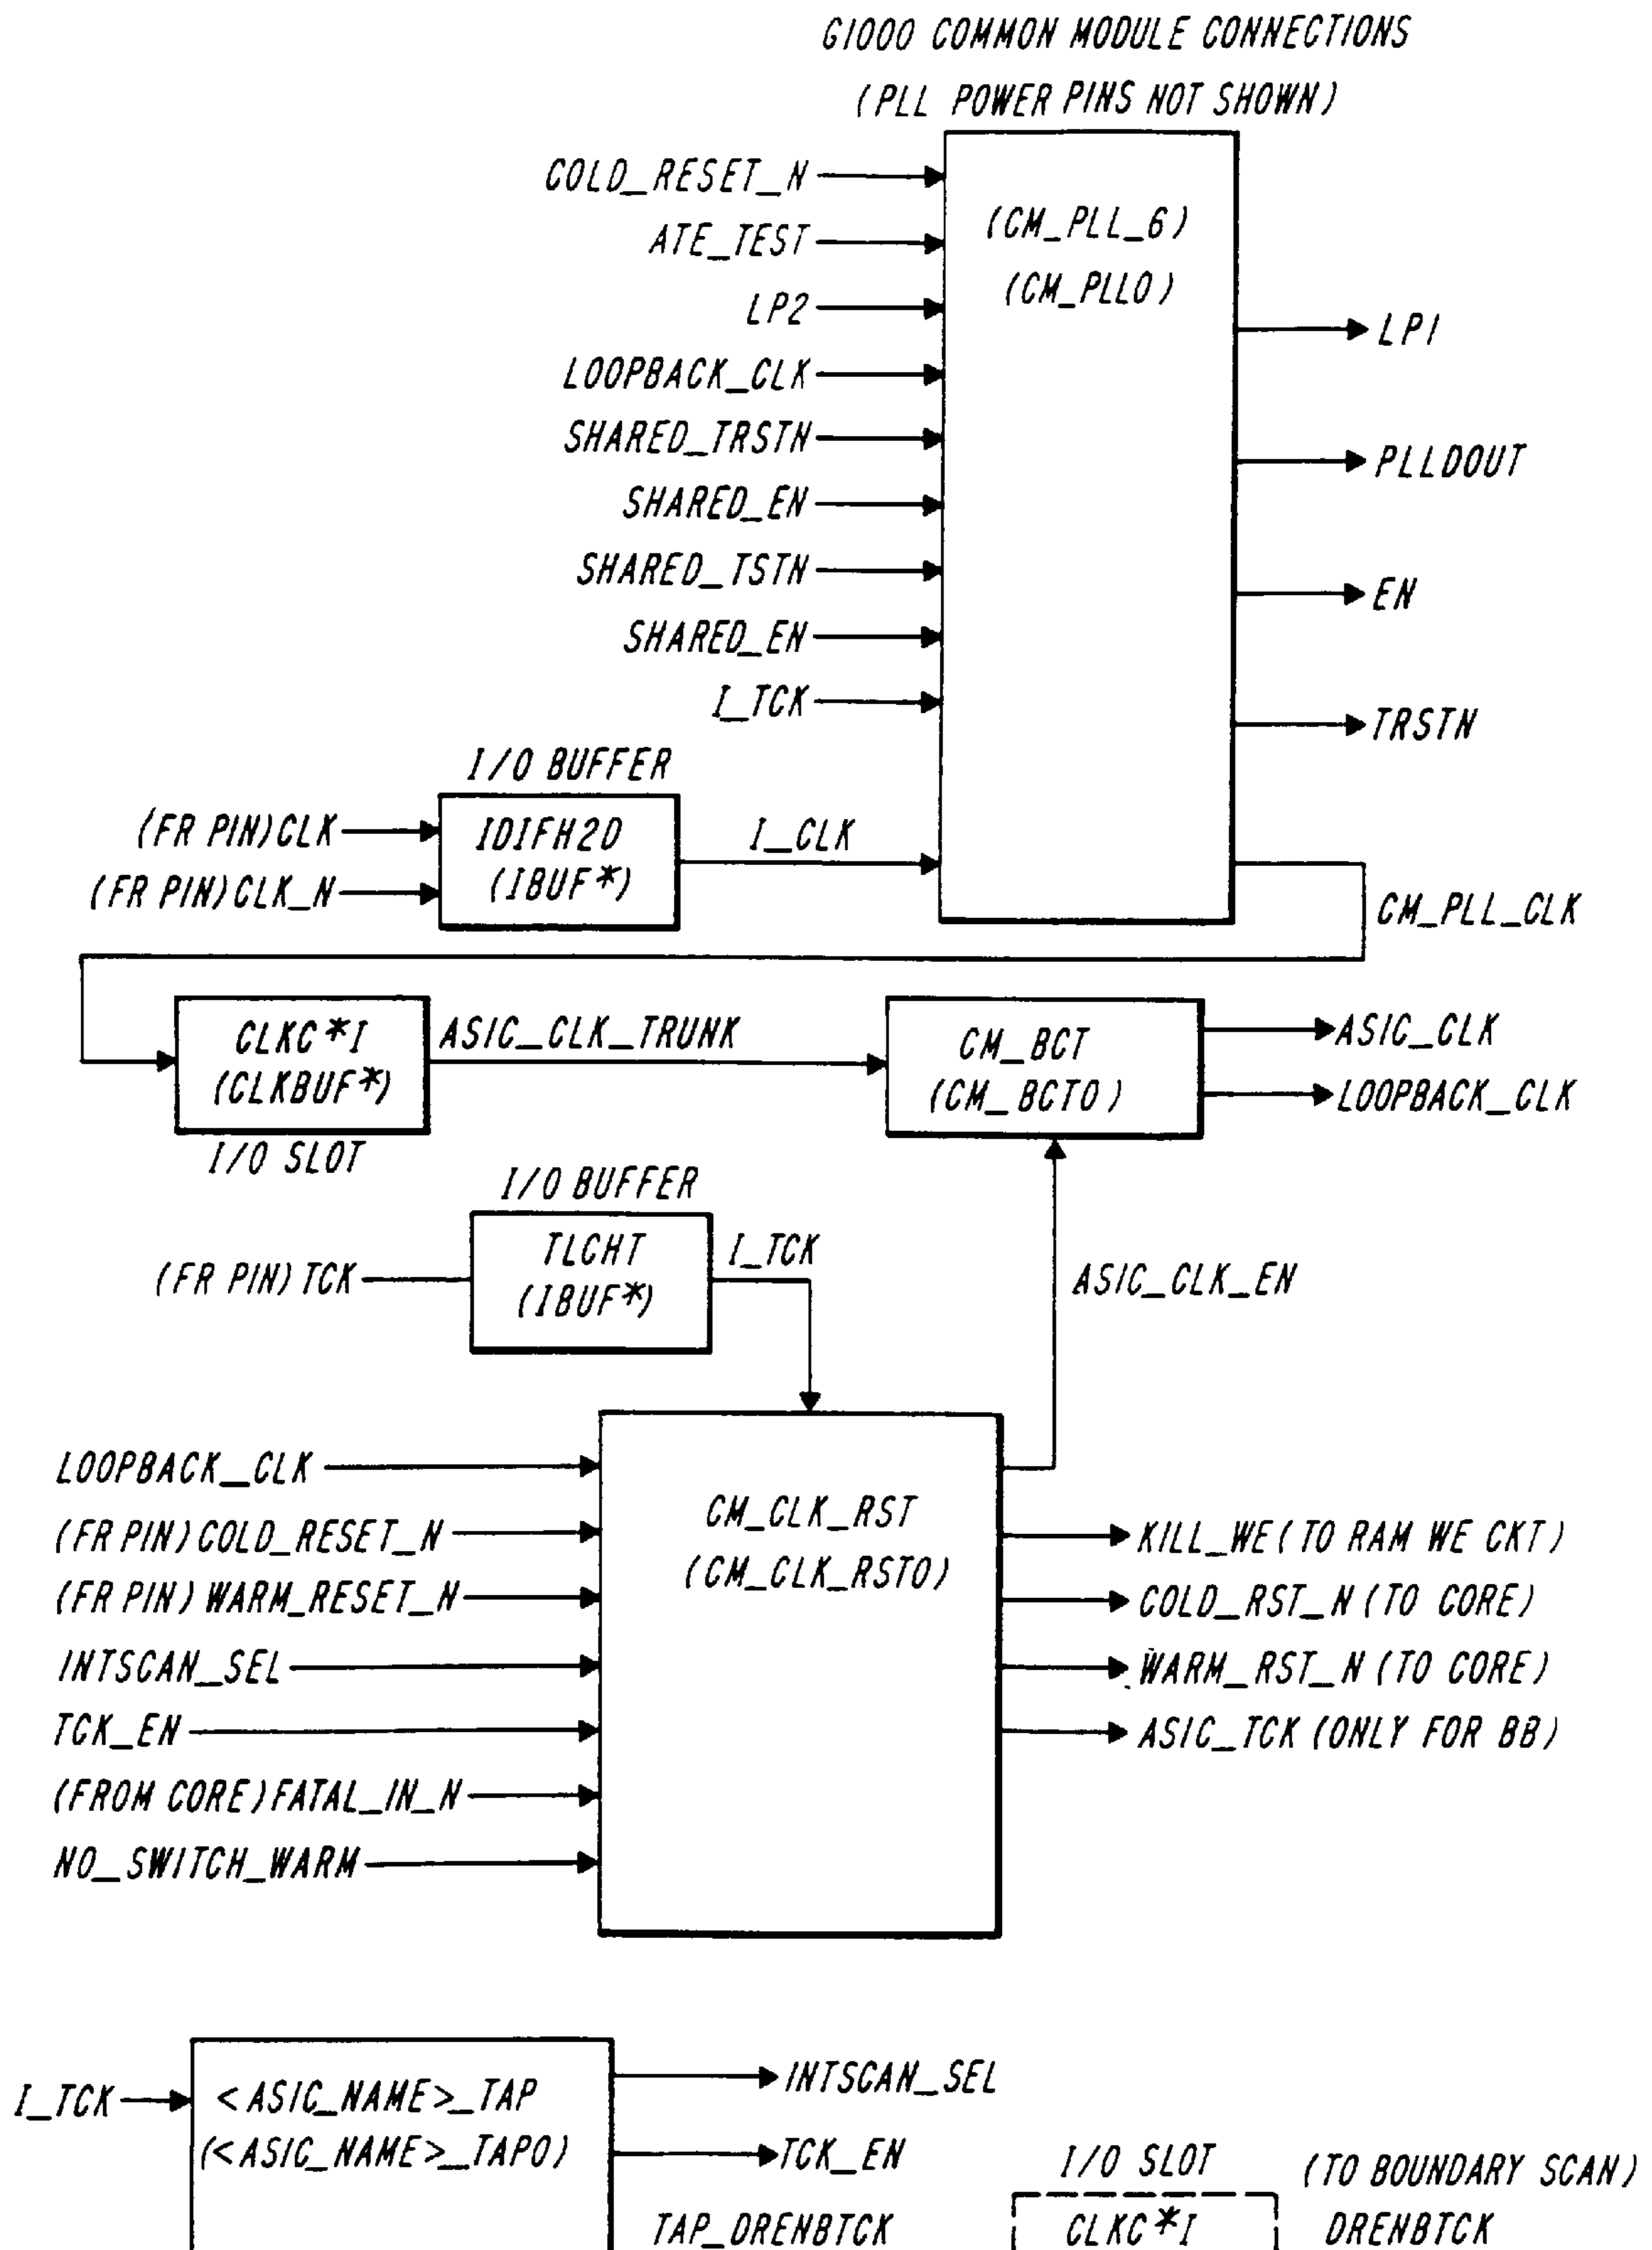 G1000 COMMON MODULE CONNECTIONS
(PLL POWER PINS NOT SHOWN)
COLD_RESET_N
ATE_TEST
LP2
LOOPBACK_CLK
SHARED_TRSTN
SHARED_EN
SHARED_TSTN
SHARED_EN
I_TCK
(CM_PLL_6)
(CM_PLL0)
LP1
PLLDOUT
EN
TRSTN
I/O BUFFER
(FR PIN)CLK
(FR PIN)CLK_N
IDIFH2D
(IBUF*)
I_CLK
CM_PLL_CLK
CLKC*I
(CLKBUF*)
I/O SLOT
ASIC_CLK_TRUNK
CM_BCT
(CM_BCT0)
ASIC_CLK
LOOPBACK_CLK
I/O BUFFER
(FR PIN) TCK
TLCHT
(IBUF*)
I_TCK
ASIC_CLK_EN
LOOPBACK_CLK
(FR PIN)COLD_RESET_N
(FR PIN) WARM_RESET_N
INTSCAN_SEL
TCK_EN
(FROM CORE)FATAL_IN_N
NO_SWITCH_WARM
CM_CLK_RST
(CM_CLK_RST0)
KILL_WE(TO RAM WE CKT)
COLD_RST_N (TO CORE)
WARM_RST_N (TO CORE)
ASIC_TCK (ONLY FOR BB)
I_TCK
<ASIC_NAME>_TAP
(<ASIC_NAME>_TAP0)
INTSCAN_SEL
TCK_EN
TAP_DRENBTCK
I/O SLOT
CLKC*I
(TO BOUNDARY SCAN)
DRENBTCK